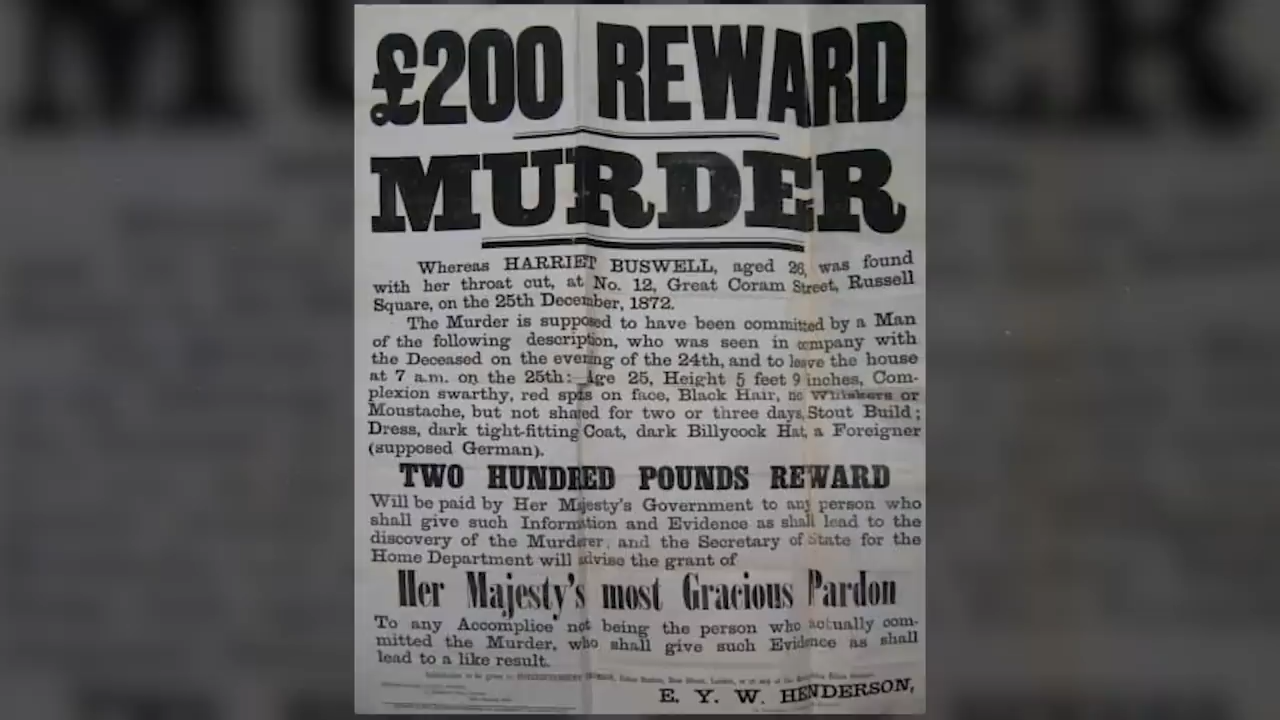 £200 REWARD
MURDER
Whereas HARRIET BUSWELL, aged 26, was found
with her throat cut, at No. 12, Great Coram Street, Russell
Square, on the 25th December, 1872.
The Murder is supposed to have been committed by a Man
of the following description, who was seen in company with
the Deceased on the evening of the 24th, and to leave the house
at 7 a.m. on the 25th:—Age 25, Height 5 feet 9 inches, Com-
plexion swarthy, red spots on face, Black Hair, no Whiskers or
Moustache, but not shaved for two or three days, Stout Build;
Dress, dark tight-fitting Coat, dark Billycock Hat, a Foreigner
(supposed German).
TWO HUNDRED POUNDS REWARD
Will be paid by Her Majesty's Government to any person who
shall give such Information and Evidence as shall lead to the
discovery of the Murderer, and the Secretary of State for the
Home Department will advise the grant of
Her Majesty's most Gracious Pardon
To any Accomplice not being the person who actually com-
mitted the Murder, who shall give such Evidence as shall
lead to a like result.
E. Y. W. HENDERSON,